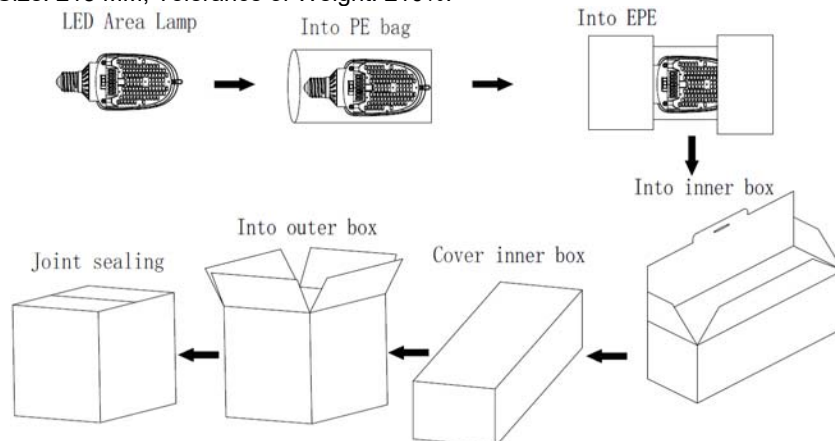 LED Area Lamp
Into PE bag
Into EPE
Into inner box
Into outer box
Cover inner box
Joint sealing